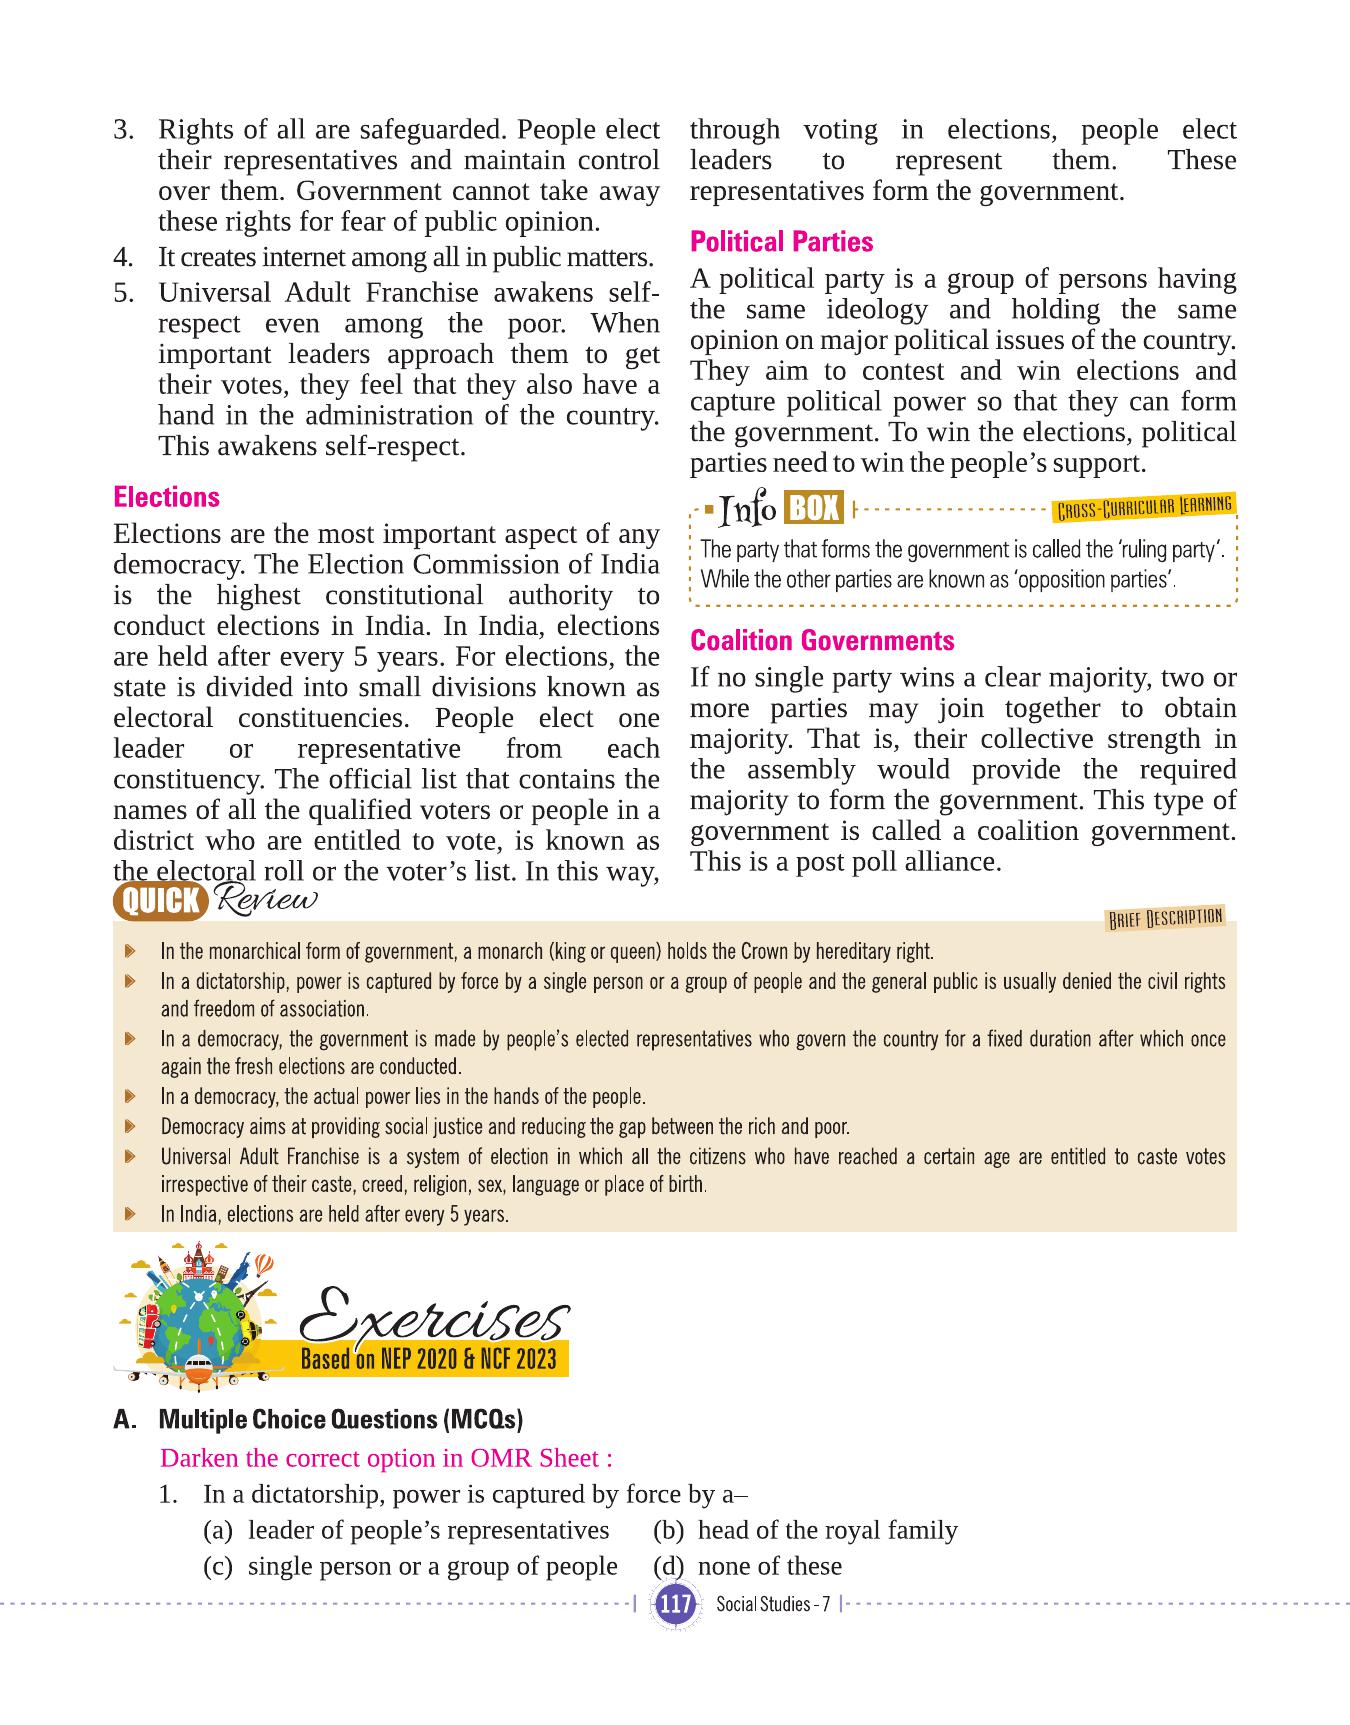 3. Rights of all are safeguarded. People elect
their representatives and maintain control
over them. Government cannot take away
these rights for fear of public opinion.
4. It creates internet among all in public matters.
5. Universal Adult Franchise awakens self-
respect even among the poor. When
important leaders approach them to get
their votes, they feel that they also have a
hand in the administration of the country.
This awakens self-respect.
Elections
Elections are the most important aspect of any
democracy. The Election Commission of India
is the highest constitutional authority to
conduct elections in India. In India, elections
are held after every 5 years. For elections, the
state is divided into small divisions known as
electoral constituencies. People elect one
leader or representative from each
constituency. The official list that contains the
names of all the qualified voters or people in a
district who are entitled to vote, is known as
the electoral roll or the voter’s list. In this way,
through voting in elections, people elect
leaders to represent them. These
representatives form the government.
Political Parties
A political party is a group of persons having
the same ideology and holding the same
opinion on major political issues of the country.
They aim to contest and win elections and
capture political power so that they can form
the government. To win the elections, political
parties need to win the people’s support.
Info BOX
Cross-Curricular Learning
The party that forms the government is called the ‘ruling party’.
While the other parties are known as ‘opposition parties’.
Coalition Governments
If no single party wins a clear majority, two or
more parties may join together to obtain
majority. That is, their collective strength in
the assembly would provide the required
majority to form the government. This type of
government is called a coalition government.
This is a post poll alliance.
QUICK Review
Brief Description
In the monarchical form of government, a monarch (king or queen) holds the Crown by hereditary right.
In a dictatorship, power is captured by force by a single person or a group of people and the general public is usually denied the civil rights
and freedom of association.
In a democracy, the government is made by people’s elected representatives who govern the country for a fixed duration after which once
again the fresh elections are conducted.
In a democracy, the actual power lies in the hands of the people.
Democracy aims at providing social justice and reducing the gap between the rich and poor.
Universal Adult Franchise is a system of election in which all the citizens who have reached a certain age are entitled to caste votes
irrespective of their caste, creed, religion, sex, language or place of birth.
In India, elections are held after every 5 years.
Exercises
Based on NEP 2020 & NCF 2023
A. Multiple Choice Questions (MCQs)
Darken the correct option in OMR Sheet :
1. In a dictatorship, power is captured by force by a–
(a) leader of people’s representatives (b) head of the royal family
(c) single person or a group of people (d) none of these
117 Social Studies - 7